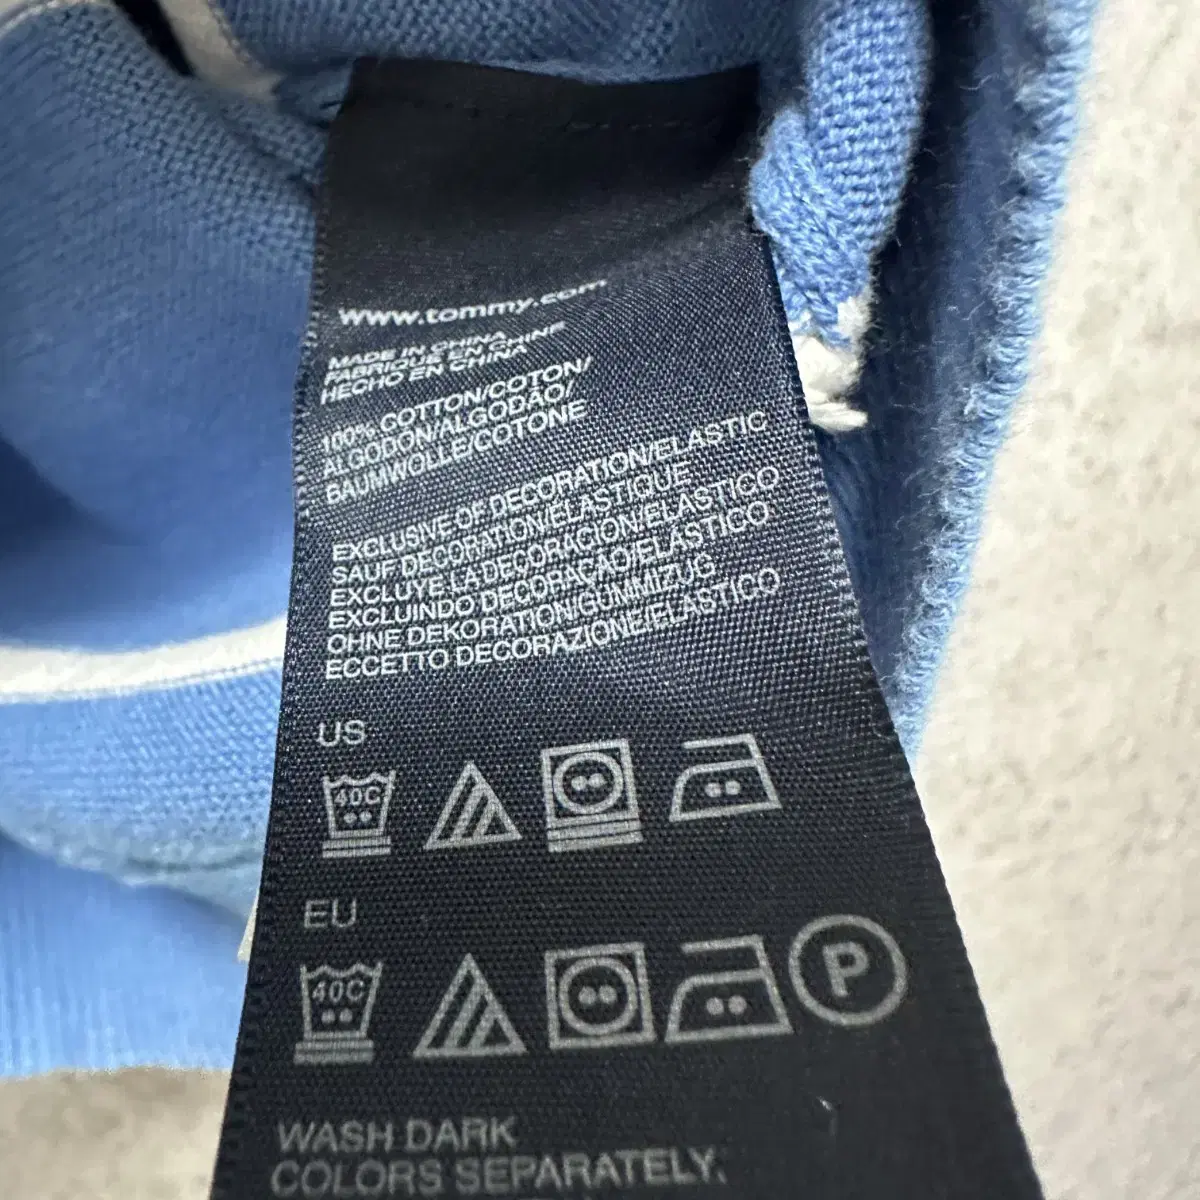 www.tommy.com
MADE IN CHINA
FABRIQUE EN CHINE
HECHO EN CHINA
100% COTTON/COTON/
ALGODON/ALGODÃO/
BAUMWOLLE/COTONE
EXCLUSIVE OF DECORATION/ELASTIC
SAUF DECORATION/ELASTIQUE
EXCLUYE LA DECORACION/ELASTICO
EXCLUINDO DECORAÇAO/ELÁSTICO
OHNE DEKORATION/GUMMIZUG
ECCETTO DECORAZIONE/ELASTICO
US
40C
EU
40C P
WASH DARK
COLORS SEPARATELY.